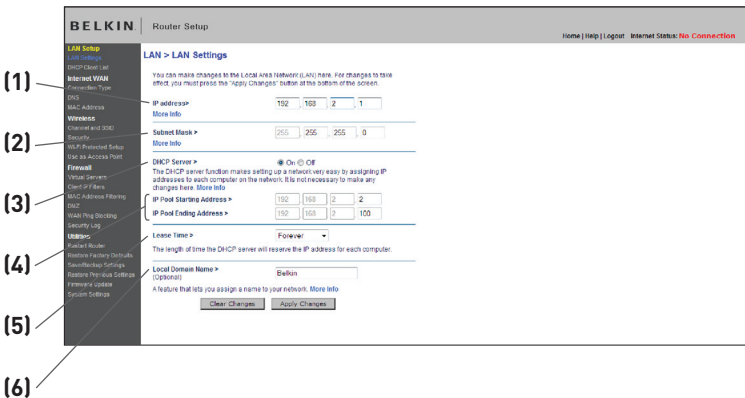 BELKIN. Router Setup
Home | Help | Logout Internet Status: No Connection
LAN Setup
LAN Settings
DHCP Client List
Internet WAN
Connection Type
DNS
MAC Address
Wireless
Channel and SSID
Security
Wi-Fi Protected Setup
Use as Access Point
Firewall
Virtual Servers
Client IP Filters
MAC Address Filtering
DMZ
WAN Ping Blocking
Security Log
Utilities
Restart Router
Restore Factory Defaults
Save/Backup Settings
Restore Previous Settings
Firmware Update
System Settings
LAN > LAN Settings
You can make changes to the Local Area Network (LAN) here. For changes to take
effect, you must press the "Apply Changes" button at the bottom of the screen.
(1)
IP address> 192 . 168 . 2 . 1
More Info
(2)
Subnet Mask > 255 . 255 . 255 . 0
More Info
(3)
DHCP Server > On Off
The DHCP server function makes setting up a network very easy by assigning IP
addresses to each computer on the network. It is not necessary to make any
changes here. More Info
(4)
IP Pool Starting Address > 192 . 168 . 2 . 2
IP Pool Ending Address > 192 . 168 . 2 . 100
(5)
Lease Time > Forever
The length of time the DHCP server will reserve the IP address for each computer.
(6)
Local Domain Name > Belkin
(Optional)
A feature that lets you assign a name to your network. More Info
Clear Changes Apply Changes